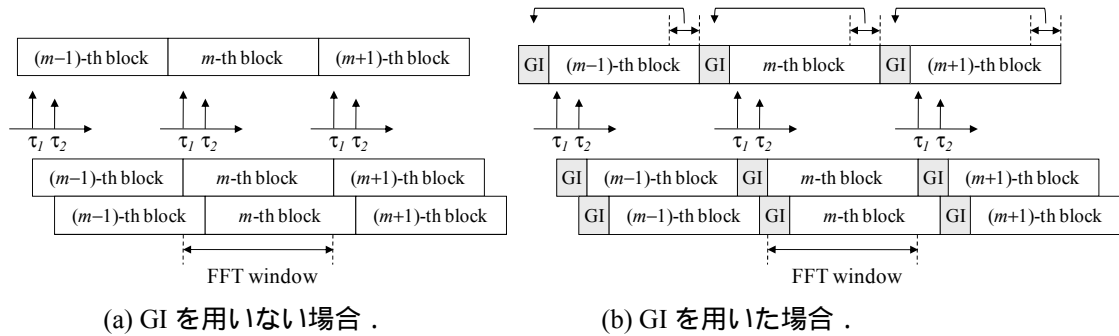 (m−1)-th block m-th block (m+1)-th block
τ1 τ2 τ1 τ2 τ1 τ2
(m−1)-th block m-th block (m+1)-th block
(m−1)-th block m-th block (m+1)-th block
FFT window
(a) GI を用いない場合．
GI (m−1)-th block GI m-th block GI (m+1)-th block
τ1 τ2 τ1 τ2 τ1 τ2
GI (m−1)-th block GI m-th block GI (m+1)-th block
GI (m−1)-th block GI m-th block GI (m+1)-th block
FFT window
(b) GI を用いた場合．